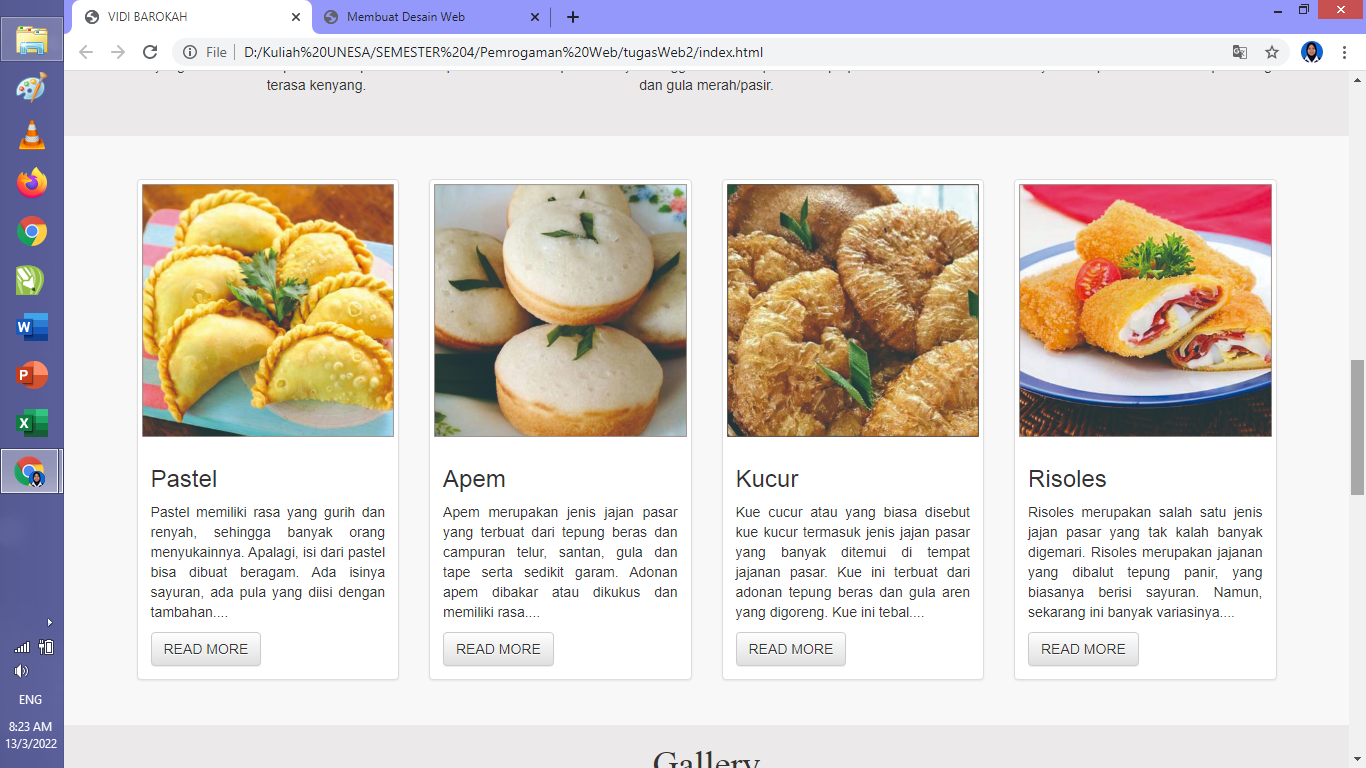 VIDI BAROKAH
Membuat Desain Web
File
D:/Kuliah%20UNESA/SEMESTER%204/Pemrogaman%20Web/tugasWeb2/index.html
terasa kenyang.
dan gula merah/pasir.
Pastel
Pastel memiliki rasa yang gurih dan
renyah, sehingga banyak orang
menyukainnya. Apalagi, isi dari pastel
bisa dibuat beragam. Ada isinya
sayuran, ada pula yang diisi dengan
tambahan....
READ MORE
Apem
Apem merupakan jenis jajan pasar
yang terbuat dari tepung beras dan
campuran telur, santan, gula dan
tape serta sedikit garam. Adonan
apem dibakar atau dikukus dan
memiliki rasa....
READ MORE
Kucur
Kue cucur atau yang biasa disebut
kue kucur termasuk jenis jajan pasar
yang banyak ditemui di tempat
jajanan pasar. Kue ini terbuat dari
adonan tepung beras dan gula aren
yang digoreng. Kue ini tebal....
READ MORE
Risoles
Risoles merupakan salah satu jenis
jajan pasar yang tak kalah banyak
digemari. Risoles merupakan jajanan
yang dibalut tepung panir, yang
biasanya berisi sayuran. Namun,
sekarang ini banyak variasinya....
READ MORE
Gallery
ENG
8:23 AM
13/3/2022